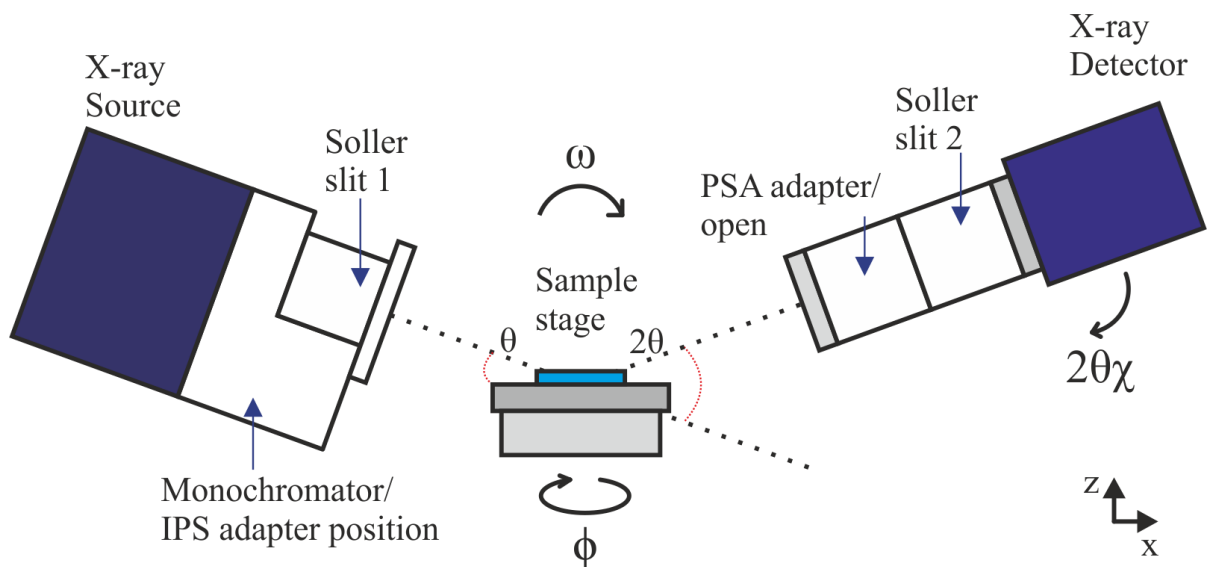 X-ray
Source
Soller
slit 1
ω
Sample
stage
θ
2θ
PSA adapter/
open
Soller
slit 2
X-ray
Detector
2θχ
Monochromator/
IPS adapter position
ϕ
z
x